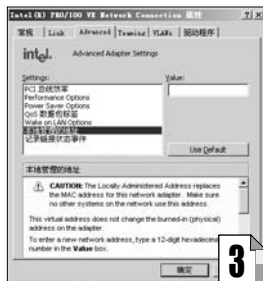 Intel(R) PRO/100 VE Network Connection 属性
常规 Link Advanced Teaming VLANs 驱动程序
intel. Advanced Adapter Settings
Settings: Value:
PCI 总线效率
Performance Options
Power Saver Options
QoS 数据包标签
Wake on LAN Options
本地管理的地址
记录链接状态事件
Use Default
本地管理的地址
CAUTION: The Locally Administered Address replaces
the MAC address for this network adapter. Make sure
no other systems on the network use this address.
This virtual address does not change the burned-in (physical)
address on the adapter.
To enter a new network address, type a 12-digit hexadecimal
number in the Value box.
确定
3